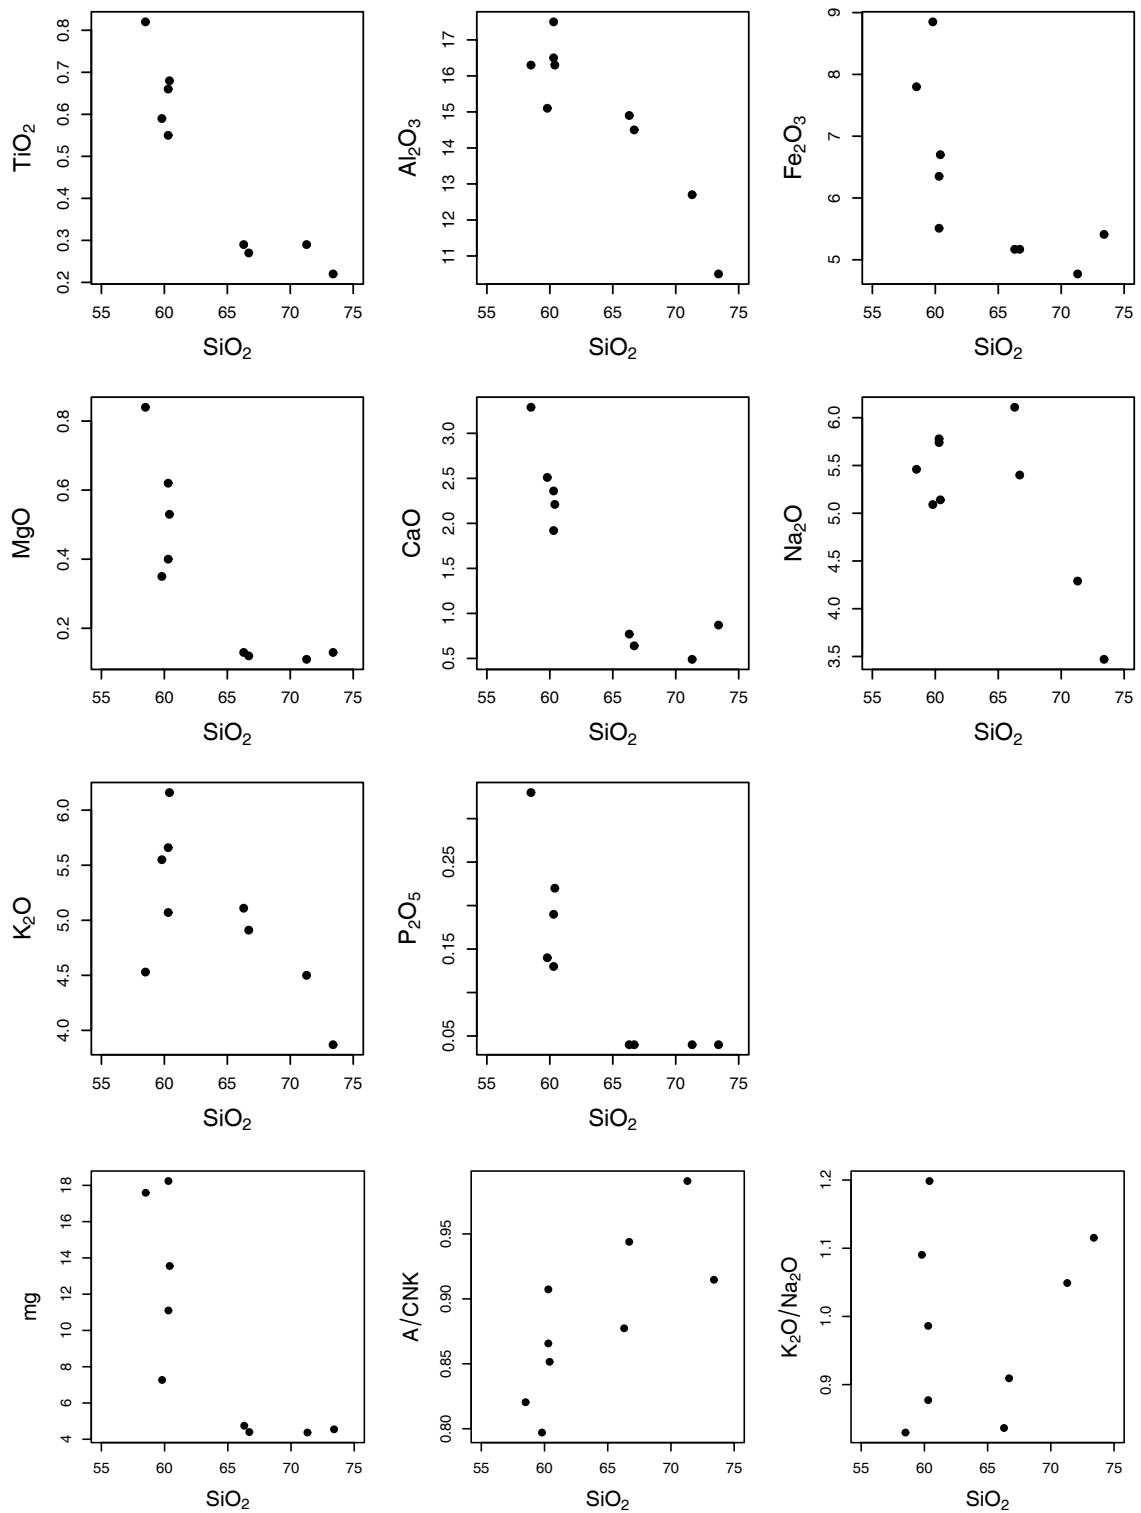 TiO2
0.2 0.3 0.4 0.5 0.6 0.7 0.8
55 60 65 70 75
SiO2
Al2O3
11 12 13 14 15 16 17
55 60 65 70 75
SiO2
Fe2O3
5 6 7 8 9
55 60 65 70 75
SiO2
MgO
0.2 0.4 0.6 0.8
55 60 65 70 75
SiO2
CaO
0.5 1.0 1.5 2.0 2.5 3.0
55 60 65 70 75
SiO2
Na2O
3.5 4.0 4.5 5.0 5.5 6.0
55 60 65 70 75
SiO2
K2O
4.0 4.5 5.0 5.5 6.0
55 60 65 70 75
SiO2
P2O5
0.05 0.15 0.25
55 60 65 70 75
SiO2
mg
4 6 8 10 12 14 16 18
55 60 65 70 75
SiO2
A/CNK
0.80 0.85 0.90 0.95
55 60 65 70 75
SiO2
K2O/Na2O
0.9 1.0 1.1 1.2
55 60 65 70 75
SiO2